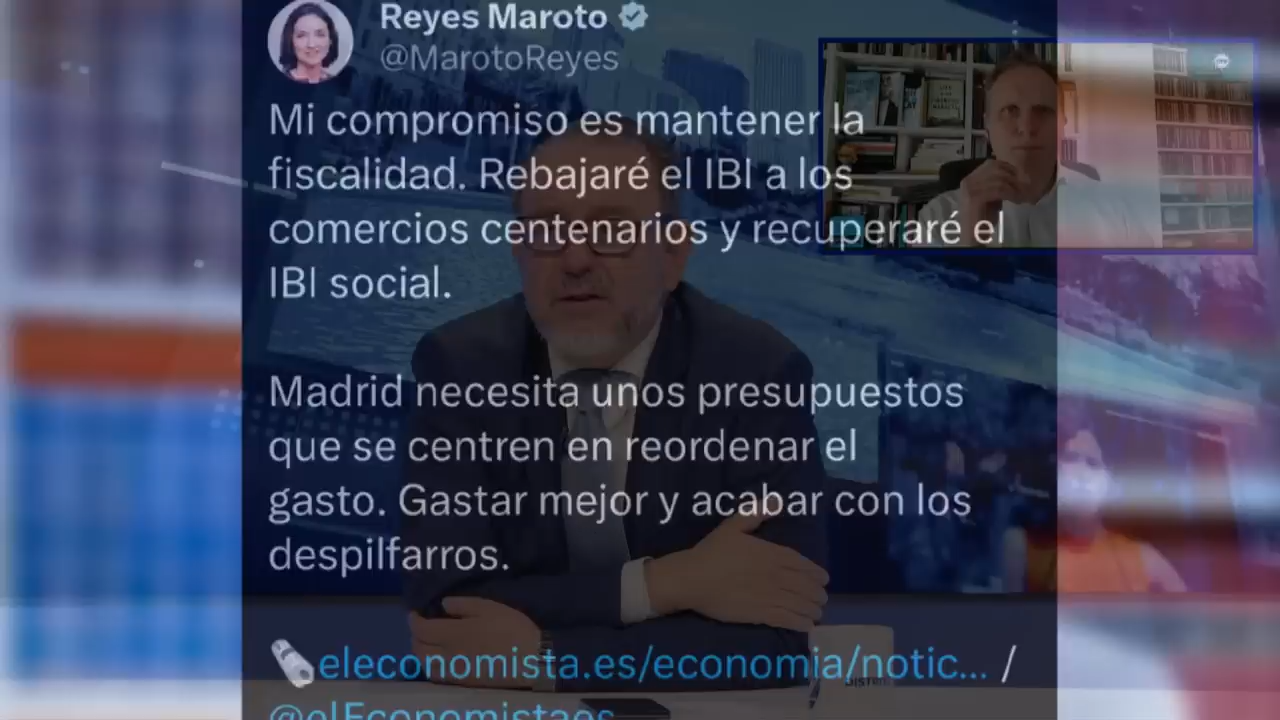 Reyes Maroto
@MarotoReyes
Mi compromiso es mantener la
fiscalidad. Rebajaré el IBI a los
comercios centenarios y recuperaré el
IBI social.
Madrid necesita unos presupuestos
que se centren en reordenar el
gasto. Gastar mejor y acabar con los
despilfarros.
eleconomista.es/economia/notic... /
@elEconomistaes